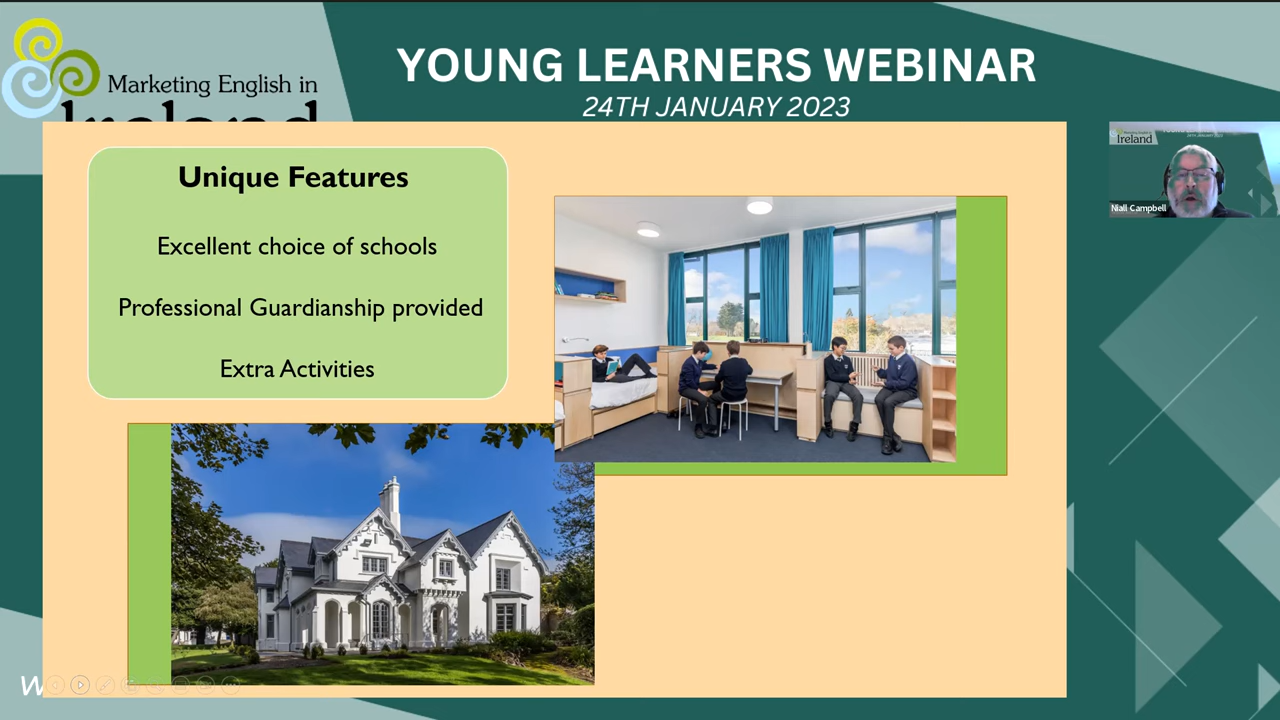 Marketing English in
Ireland
YOUNG LEARNERS WEBINAR
24TH JANUARY 2023
Unique Features
Excellent choice of schools
Professional Guardianship provided
Extra Activities
Ireland
Niall Campbell
W